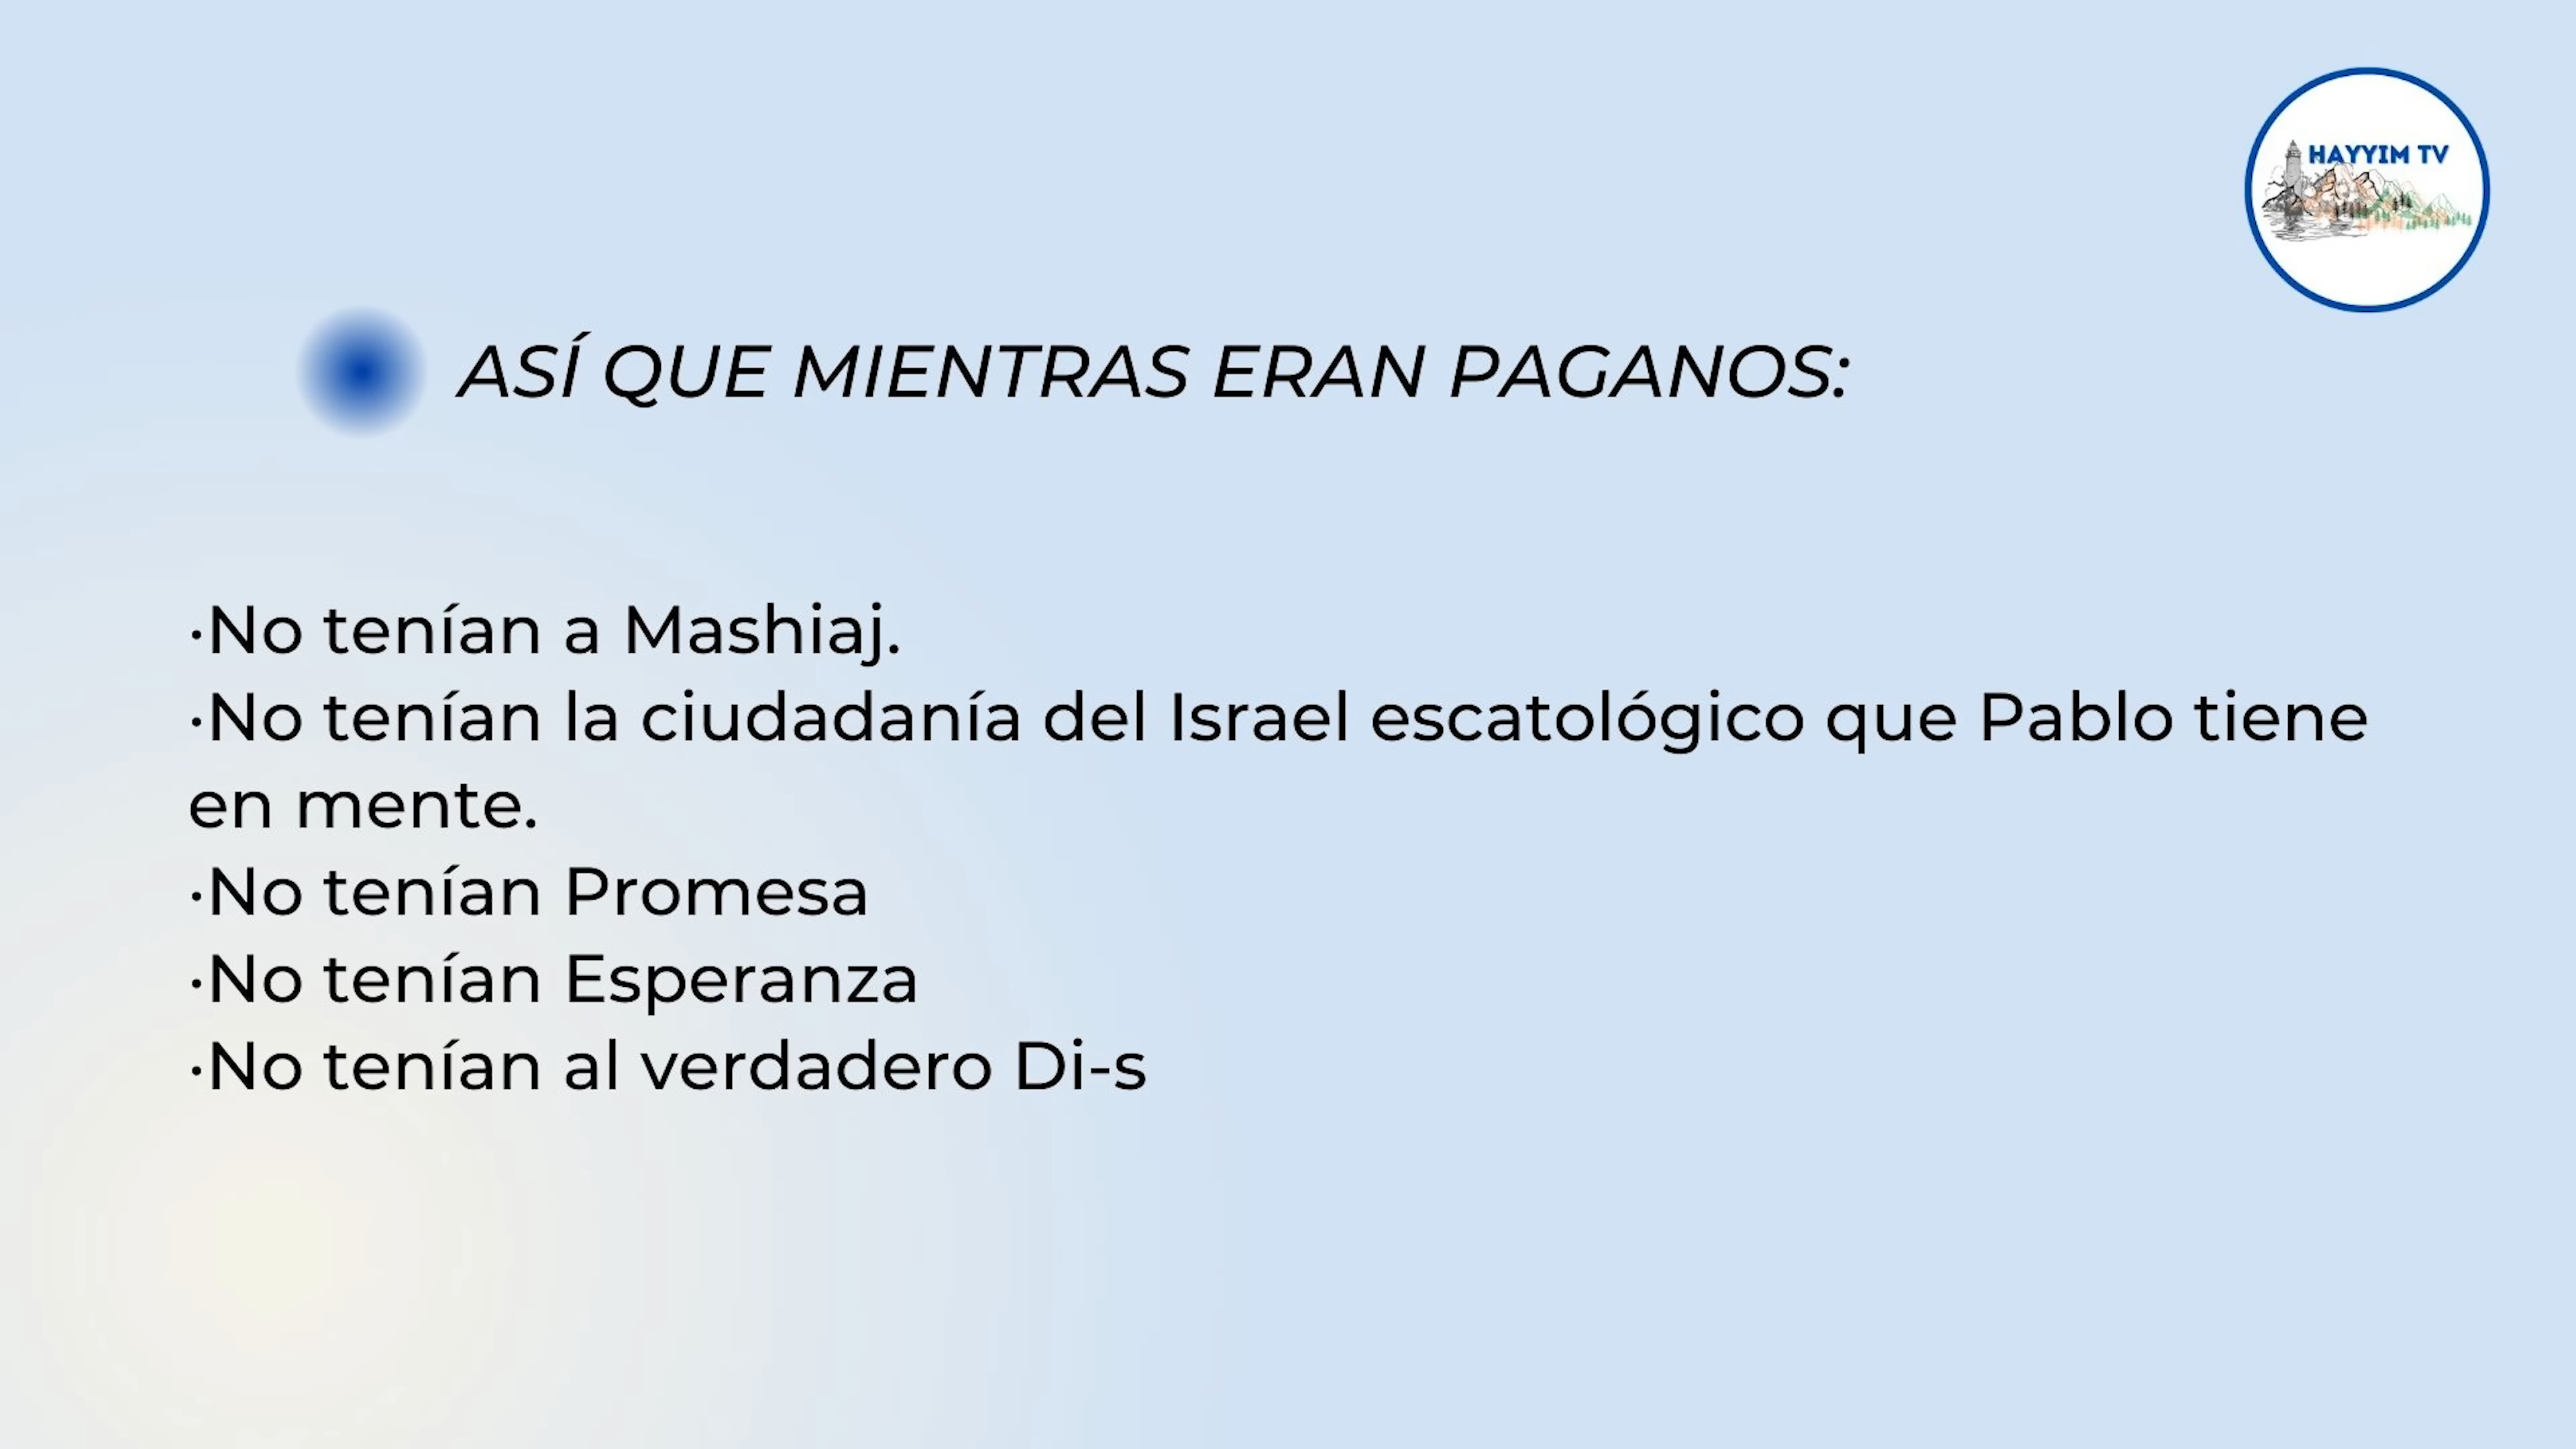 HAYYIM TV
ASÍ QUE MIENTRAS ERAN PAGANOS:
·No tenían a Mashiaj.
·No tenían la ciudadanía del Israel escatológico que Pablo tiene
en mente.
·No tenían Promesa
·No tenían Esperanza
·No tenían al verdadero Di-s